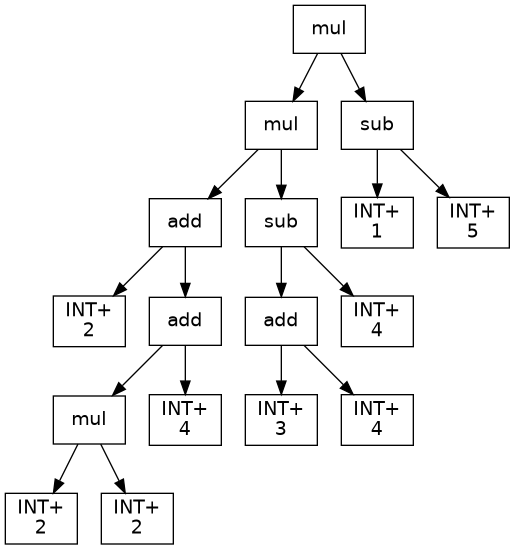 mul
mul
sub
add
sub
INT+
1
INT+
5
INT+
2
add
add
INT+
4
mul
INT+
4
INT+
3
INT+
4
INT+
2
INT+
2